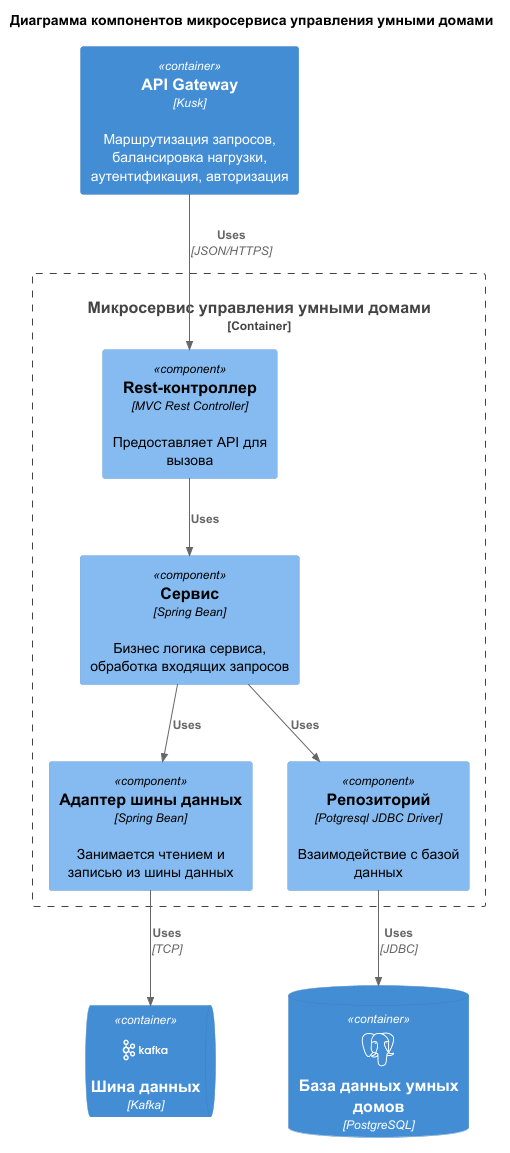 Диаграмма компонентов микросервиса управления умными домами
«container»
API Gateway
[Kusk]
Маршрутизация запросов,
балансировка нагрузки,
аутентификация, авторизация
Uses
[JSON/HTTPS]
Микросервис управления умными домами
[Container]
«component»
Rest-контроллер
[MVC Rest Controller]
Предоставляет API для
вызова
Uses
«component»
Сервис
[Spring Bean]
Бизнес логика сервиса,
обработка входящих запросов
Uses
Uses
«component»
Адаптер шины данных
[Spring Bean]
Занимается чтением и
записью из шины данных
«component»
Репозиторий
[Potgresql JDBC Driver]
Взаимодействие с базой
данных
Uses
[TCP]
Uses
[JDBC]
«container»
kafka
Шина данных
[Kafka]
«container»
База данных умных
домов
[PostgreSQL]